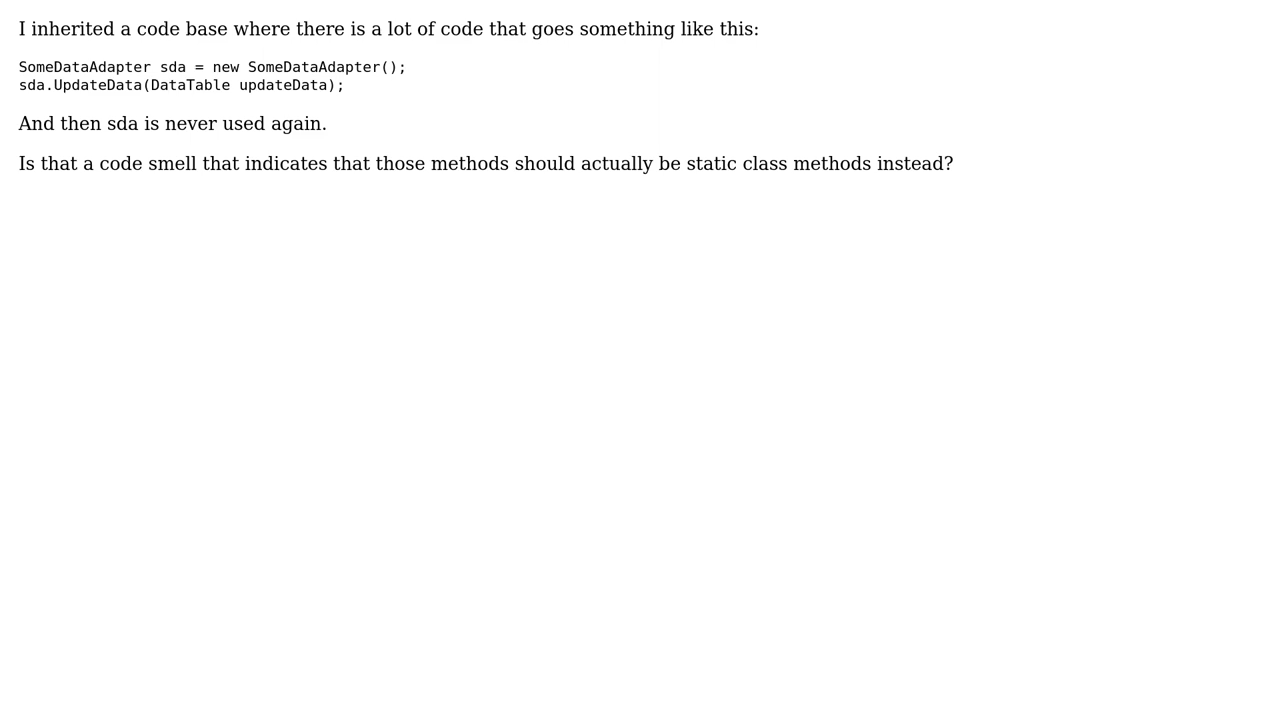 I inherited a code base where there is a lot of code that goes something like this:
SomeDataAdapter sda = new SomeDataAdapter();
sda.UpdateData(DataTable updateData);
And then sda is never used again.
Is that a code smell that indicates that those methods should actually be static class methods instead?